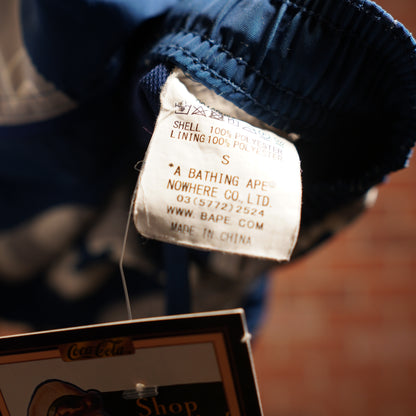 SHELL 100% POLYESTER
LINING 100% POLYESTER
S
"A BATHING APE"
NOWHERE CO., LTD.
03(5772)2524
WWW.BAPE.COM
MADE IN CHINA
Coca-Cola
Shop